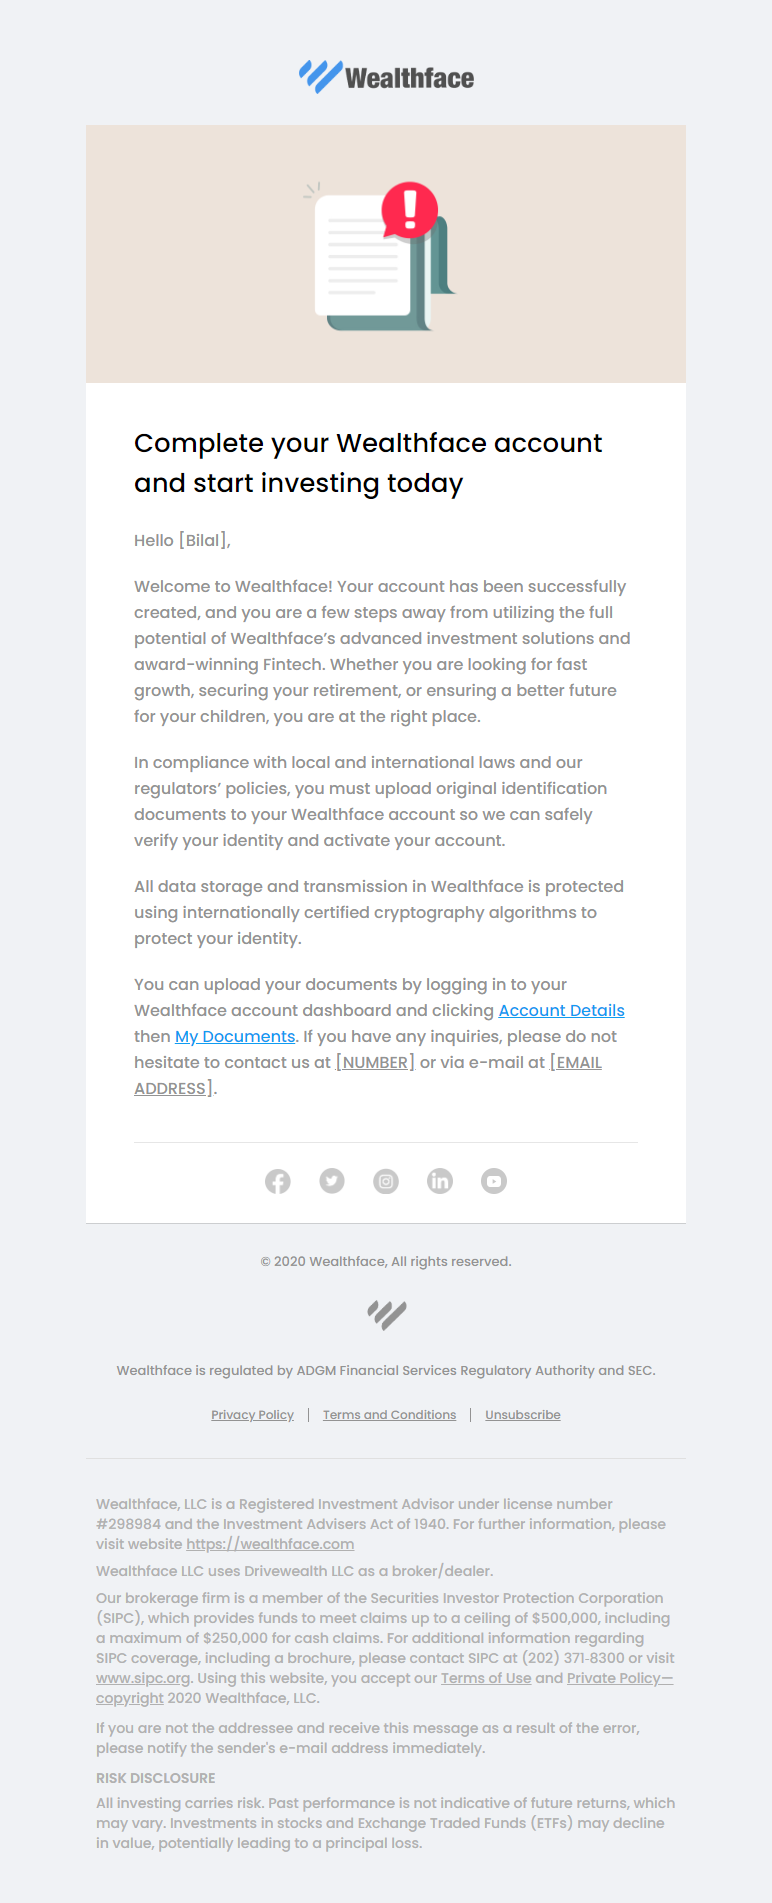 Wealthface
Complete your Wealthface account
and start investing today
Hello [Bilal],
Welcome to Wealthface! Your account has been successfully
created, and you are a few steps away from utilizing the full
potential of Wealthface’s advanced investment solutions and
award-winning Fintech. Whether you are looking for fast
growth, securing your retirement, or ensuring a better future
for your children, you are at the right place.
In compliance with local and international laws and our
regulators’ policies, you must upload original identification
documents to your Wealthface account so we can safely
verify your identity and activate your account.
All data storage and transmission in Wealthface is protected
using internationally certified cryptography algorithms to
protect your identity.
You can upload your documents by logging in to your
Wealthface account dashboard and clicking Account Details
then My Documents. If you have any inquiries, please do not
hesitate to contact us at [NUMBER] or via e-mail at [EMAIL
ADDRESS].
© 2020 Wealthface, All rights reserved.
Wealthface is regulated by ADGM Financial Services Regulatory Authority and SEC.
Privacy Policy | Terms and Conditions | Unsubscribe
Wealthface, LLC is a Registered Investment Advisor under license number
#298984 and the Investment Advisers Act of 1940. For further information, please
visit website https://wealthface.com
Wealthface LLC uses Drivewealth LLC as a broker/dealer.
Our brokerage firm is a member of the Securities Investor Protection Corporation
(SIPC), which provides funds to meet claims up to a ceiling of $500,000, including
a maximum of $250,000 for cash claims. For additional information regarding
SIPC coverage, including a brochure, please contact SIPC at (202) 371-8300 or visit
www.sipc.org. Using this website, you accept our Terms of Use and Private Policy—
copyright 2020 Wealthface, LLC.
If you are not the addressee and receive this message as a result of the error,
please notify the sender's e-mail address immediately.
RISK DISCLOSURE
All investing carries risk. Past performance is not indicative of future returns, which
may vary. Investments in stocks and Exchange Traded Funds (ETFs) may decline
in value, potentially leading to a principal loss.